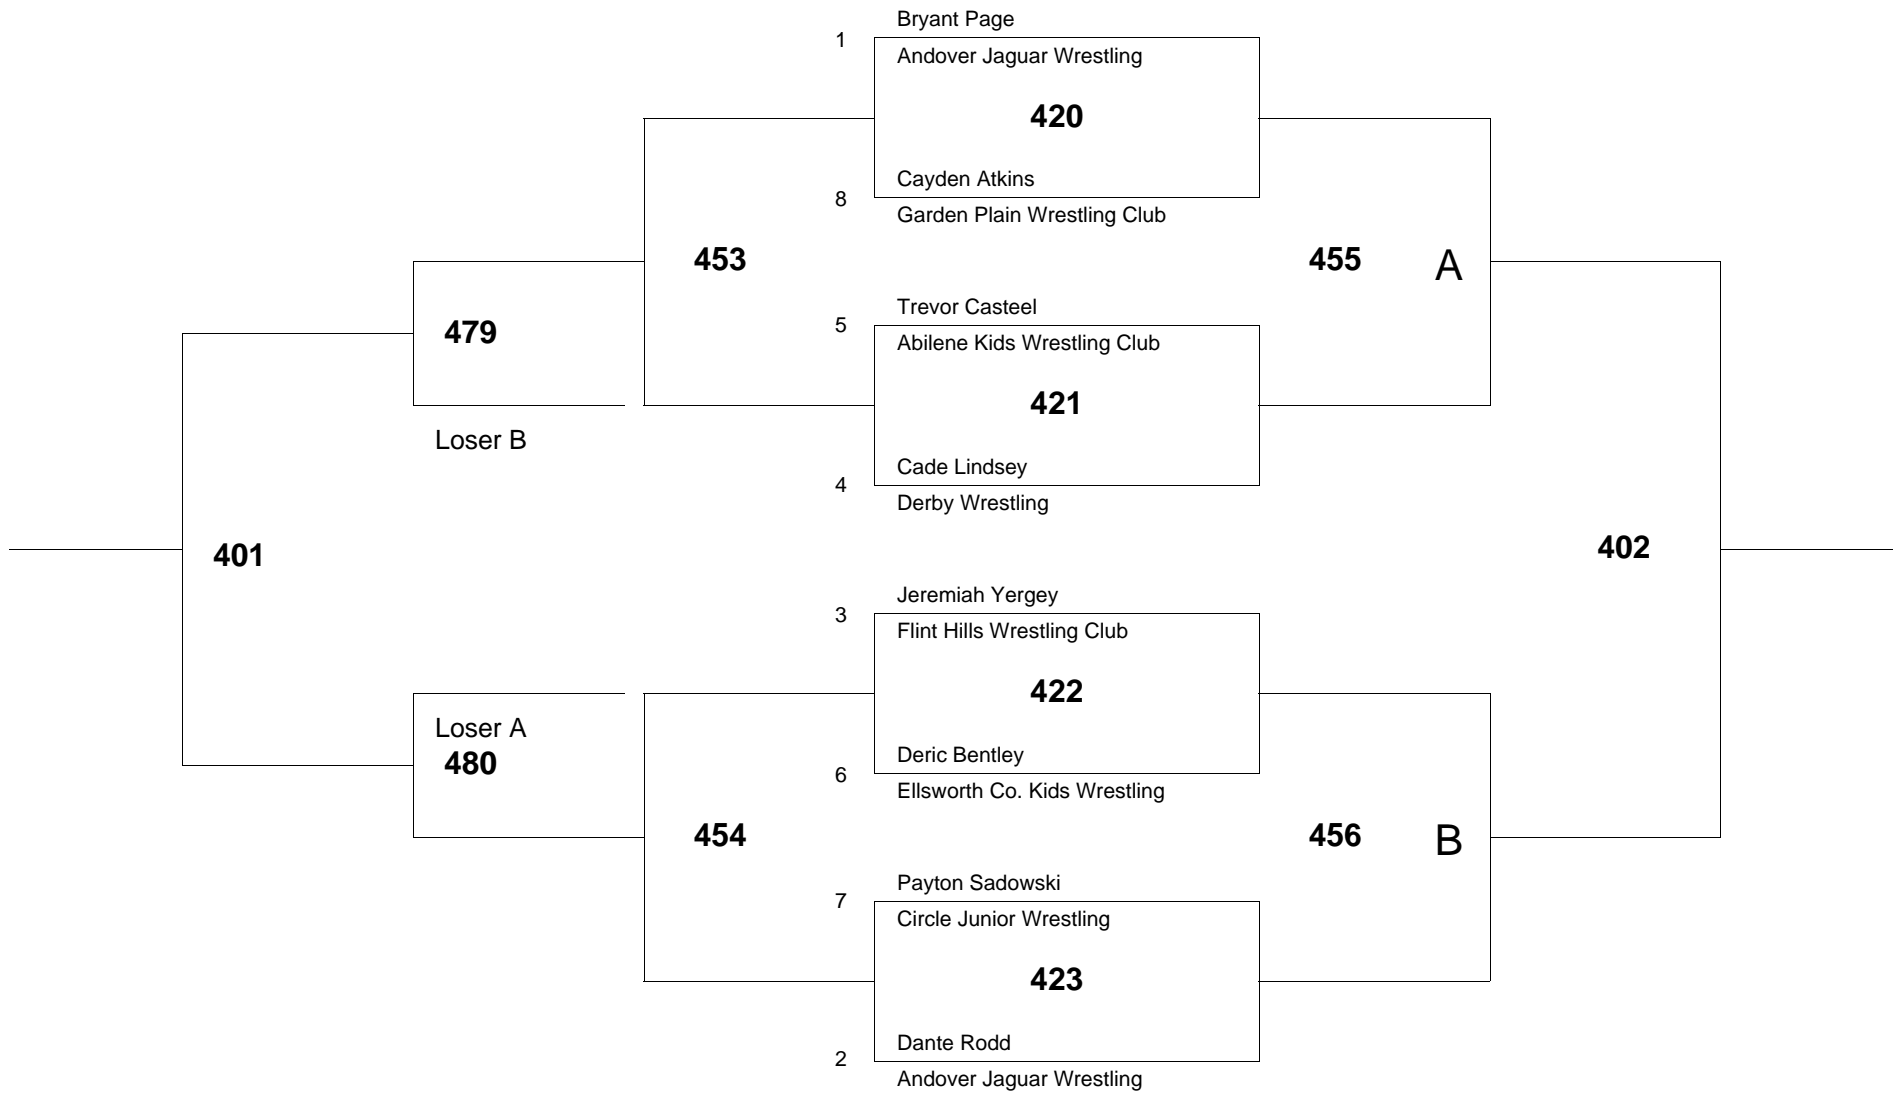 Bryant Page
1
Andover Jaguar Wrestling
420
Cayden Atkins
8
Garden Plain Wrestling Club
453
455
A
Trevor Casteel
5
Abilene Kids Wrestling Club
479
421
Loser B
Cade Lindsey
4
Derby Wrestling
401
402
Jeremiah Yergey
3
Flint Hills Wrestling Club
422
Loser A
480
Deric Bentley
6
Ellsworth Co. Kids Wrestling
454
456
B
Payton Sadowski
7
Circle Junior Wrestling
423
Dante Rodd
2
Andover Jaguar Wrestling